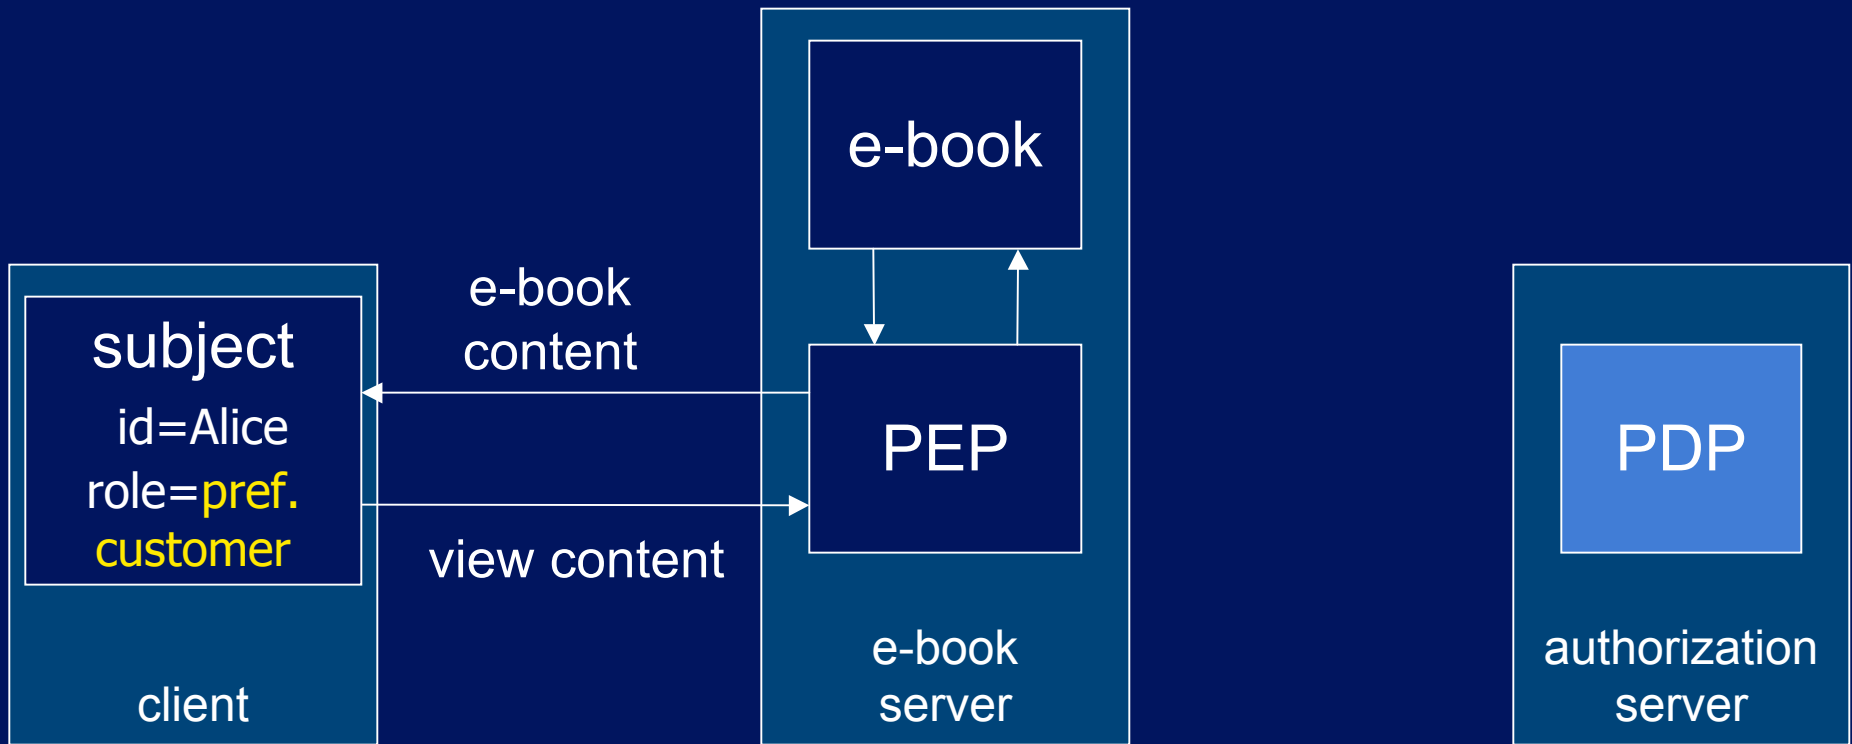 subject
id=Alice
role=pref.
customer
client
e-book
content
view content
e-book
PEP
e-book
server
PDP
authorization
server